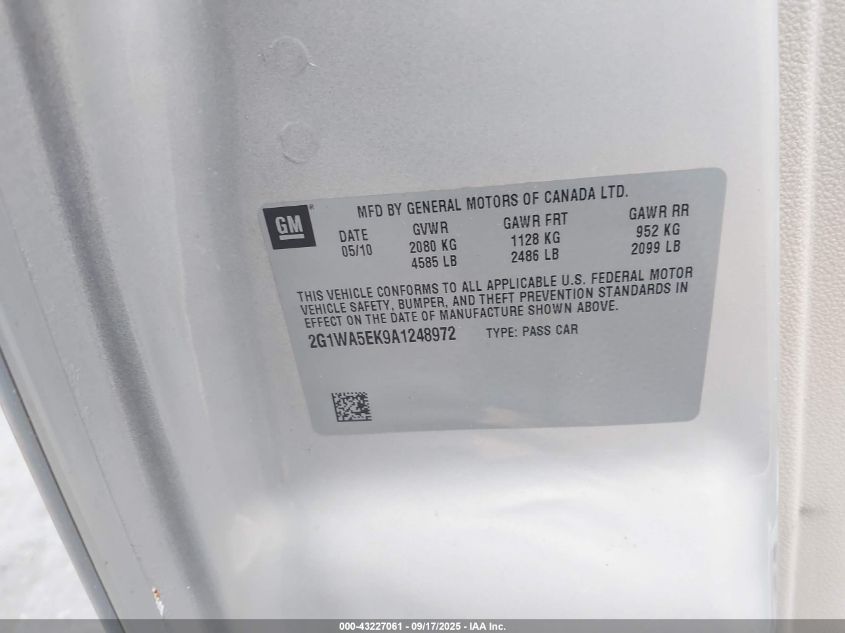 GM®
MFD BY GENERAL MOTORS OF CANADA LTD.
DATE GVWR GAWR FRT GAWR RR
05/10 2080 KG 1128 KG 952 KG
4585 LB 2486 LB 2099 LB
THIS VEHICLE CONFORMS TO ALL APPLICABLE U.S. FEDERAL MOTOR
VEHICLE SAFETY, BUMPER, AND THEFT PREVENTION STANDARDS IN
EFFECT ON THE DATE OF MANUFACTURE SHOWN ABOVE.
2G1WA5EK9A1248972 TYPE: PASS CAR
000-43227061 - 09/17/2025 - IAA Inc.